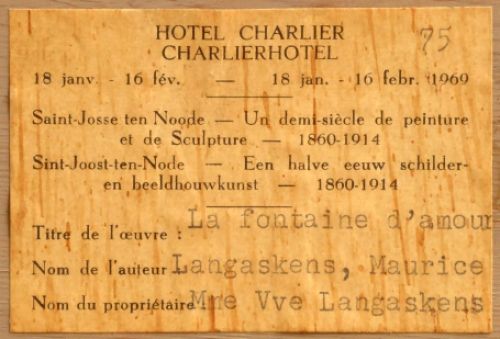 HOTEL CHARLIER
75
CHARLIERHOTEL
18 janv. - 16 fév. — 18 jan. - 16 febr. 1969
Saint-Josse ten Noode — Un demi-siècle de peinture
et de Sculpture — 1860-1914
Sint-Joost-ten-Node — Een halve eeuw schilder-
en beeldhouwkunst — 1860-1914
Titre de l'œuvre : La fontaine d'amour
Nom de l'auteur Langaskens, Maurice
Nom du propriétaire Mme Vve Langaskens